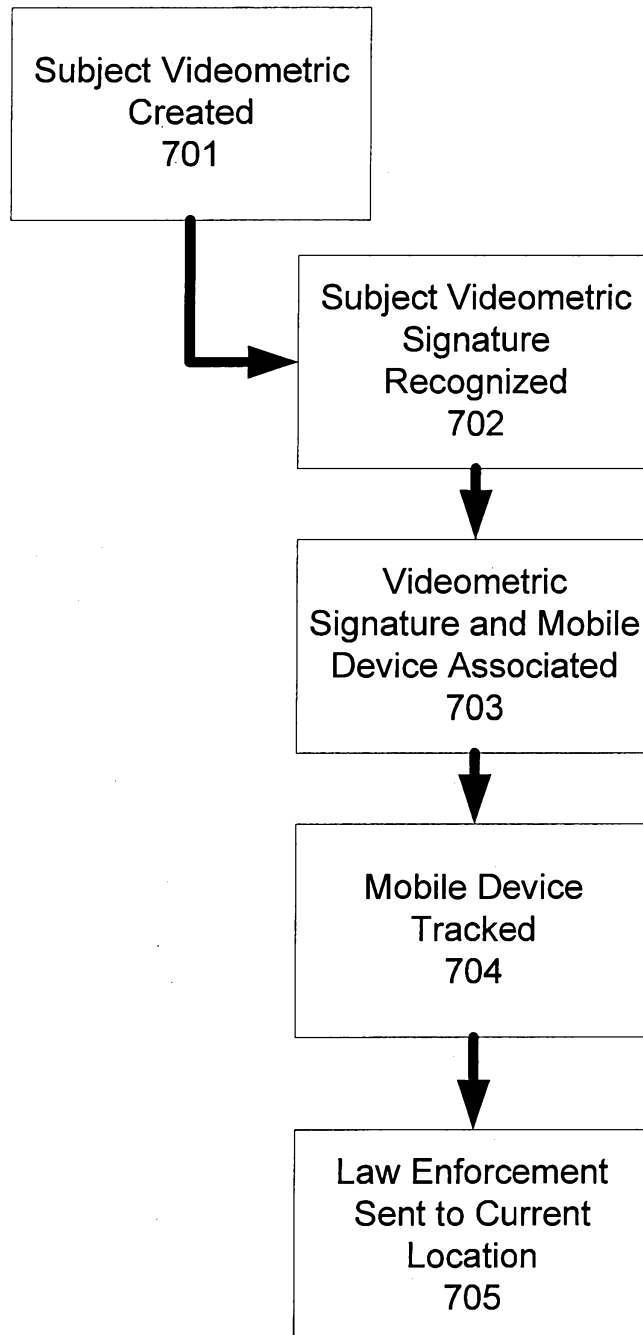 Subject Videometric
Created
701
Subject Videometric
Signature
Recognized
702
Videometric
Signature and Mobile
Device Associated
703
Mobile Device
Tracked
704
Law Enforcement
Sent to Current
Location
705